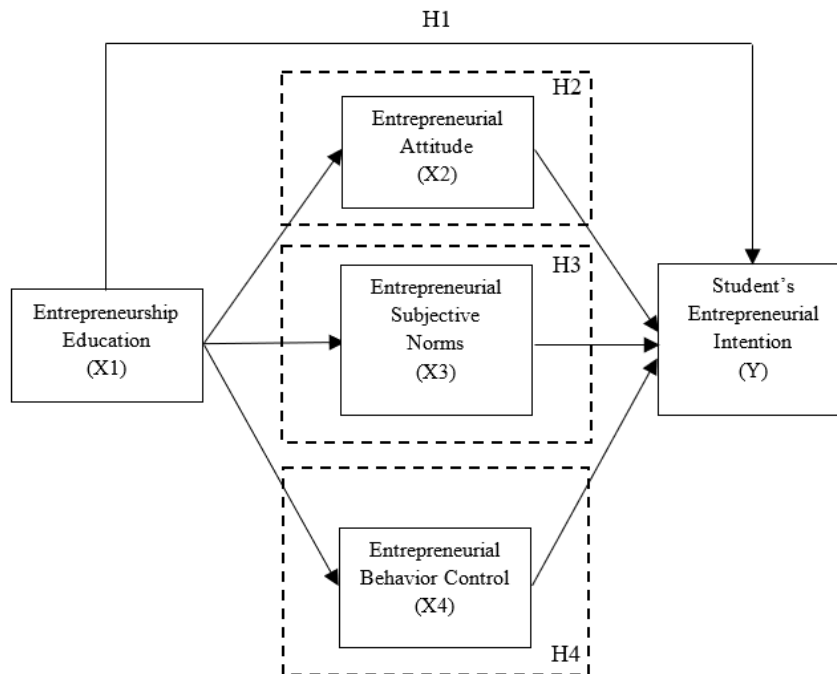 H1
H2
Entrepreneurial
Attitude
(X2)
H3
Entrepreneurship
Education
(X1)
Entrepreneurial
Subjective
Norms
(X3)
Student’s
Entrepreneurial
Intention
(Y)
Entrepreneurial
Behavior Control
(X4)
H4